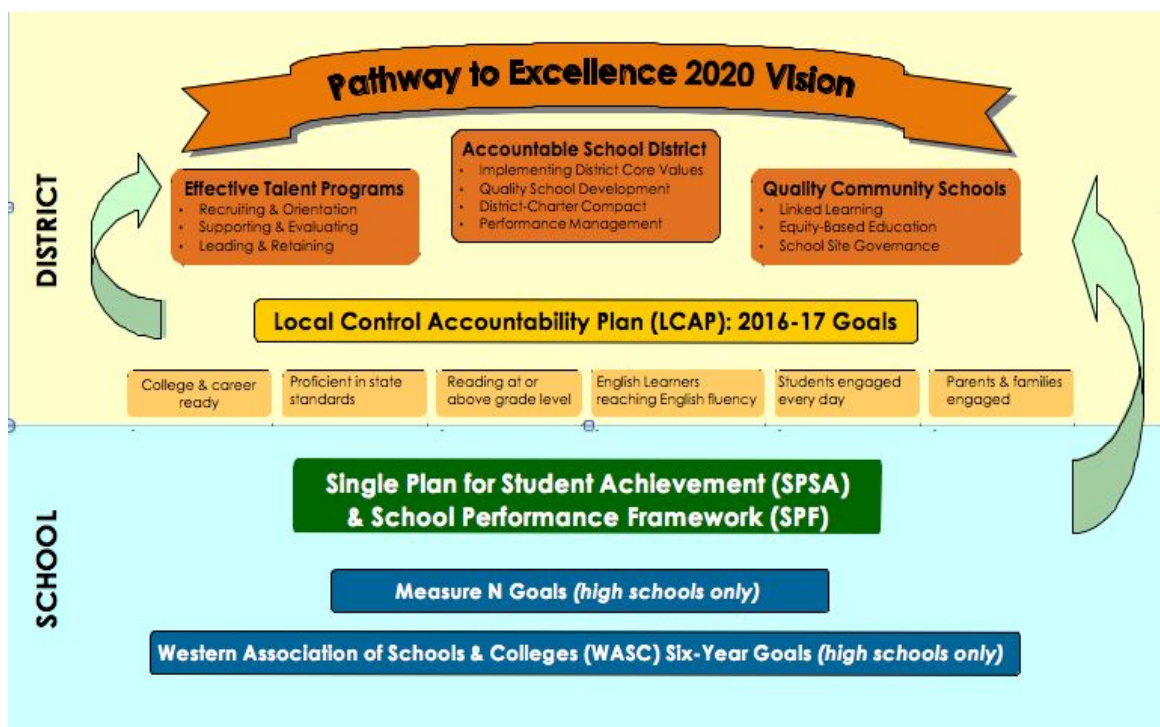 Pathway to Excellence 2020 Vision
DISTRICT
Accountable School District
• Implementing District Core Values
• Quality School Development
• District-Charter Compact
• Performance Management
Effective Talent Programs
• Recruiting & Orientation
• Supporting & Evaluating
• Leading & Retaining
Quality Community Schools
• Linked Learning
• Equity-Based Education
• School Site Governance
Local Control Accountability Plan (LCAP): 2016-17 Goals
College & career
ready
Proficient in state
standards
Reading at or
above grade level
English Learners
reaching English fluency
Students engaged
every day
Parents & families
engaged
SCHOOL
Single Plan for Student Achievement (SPSA)
& School Performance Framework (SPF)
Measure N Goals (high schools only)
Western Association of Schools & Colleges (WASC) Six-Year Goals (high schools only)